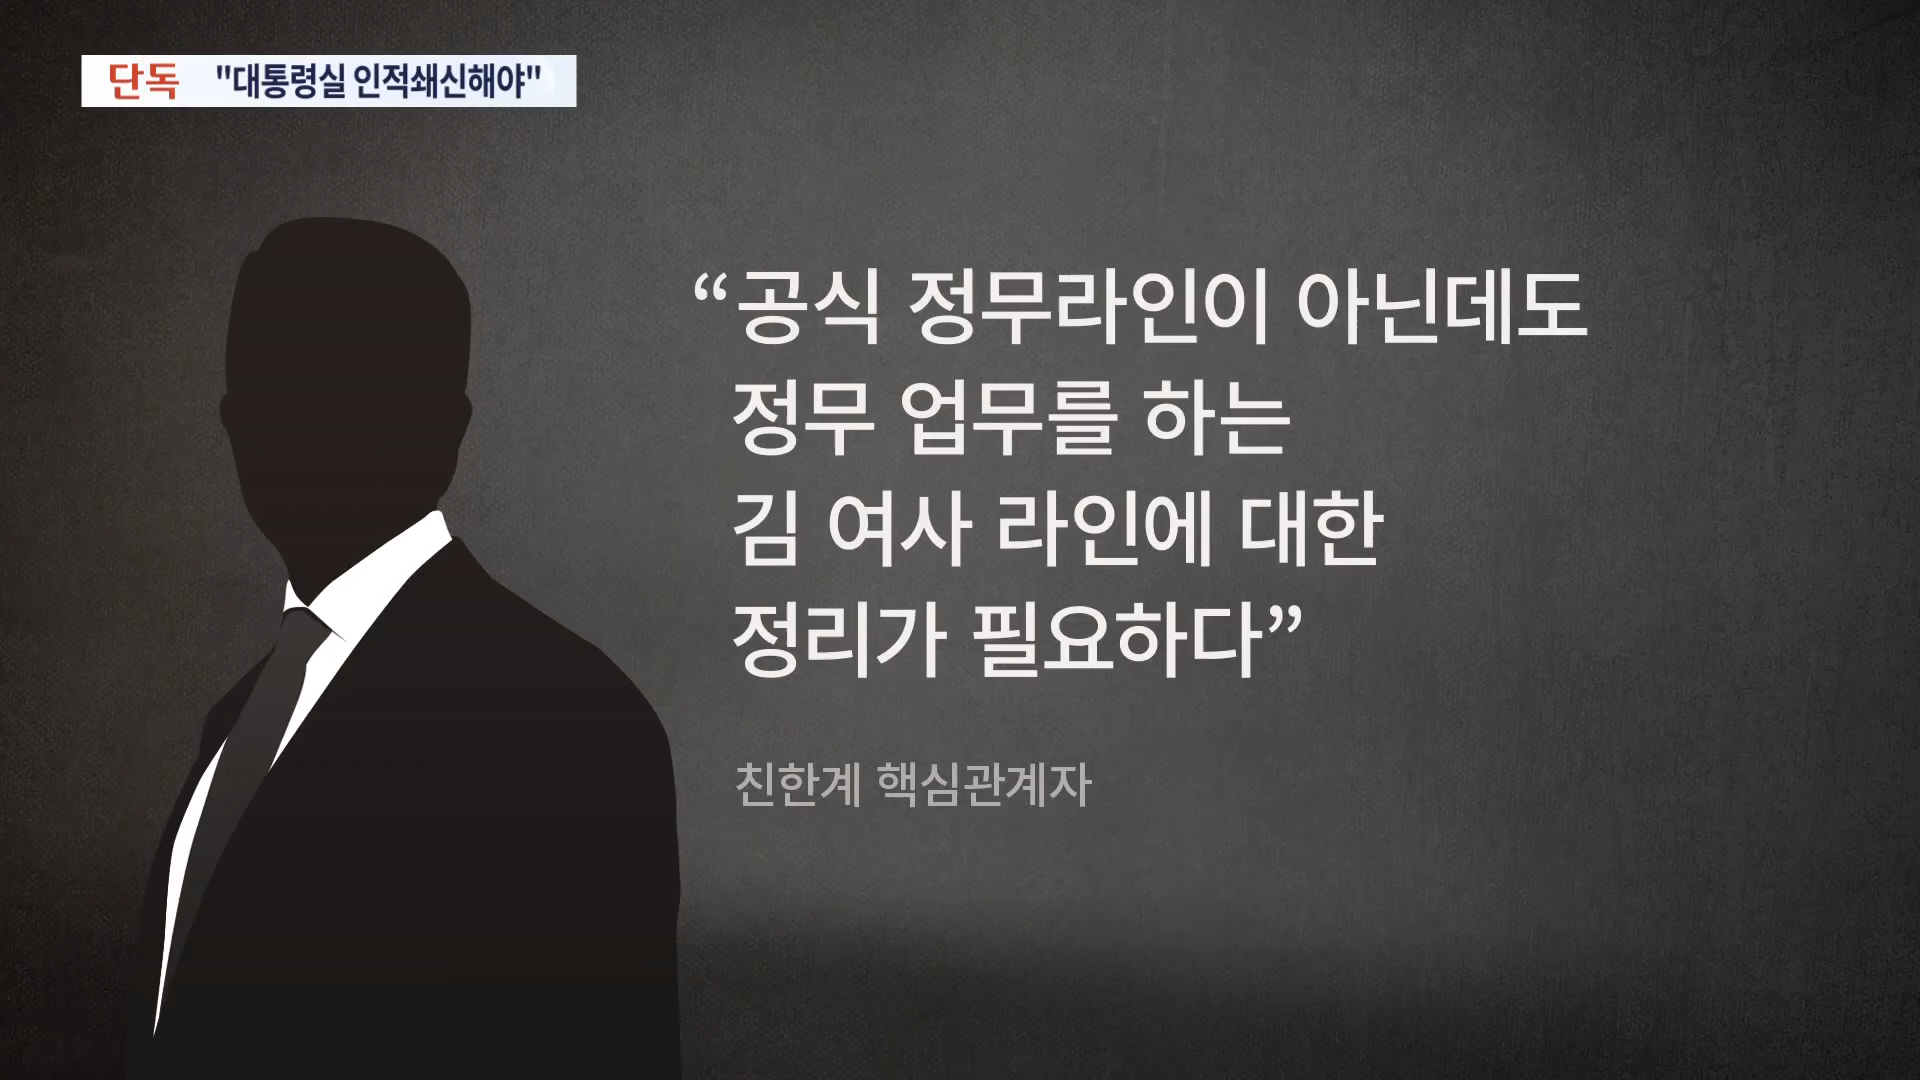 단독 "대통령실 인적쇄신해야"
“공식 정무라인이 아닌데도
정무 업무를 하는
김 여사 라인에 대한
정리가 필요하다”
친한계 핵심관계자